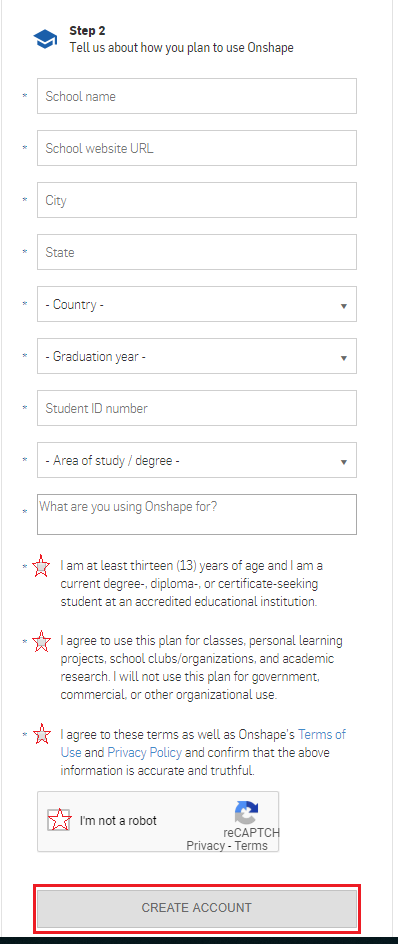 Step 2
Tell us about how you plan to use Onshape
* School name
* School website URL
* City
* State
* - Country -
* - Graduation year -
* Student ID number
* - Area of study / degree -
* What are you using Onshape for?
* I am at least thirteen (13) years of age and I am a
current degree-, diploma-, or certificate-seeking
student at an accredited educational institution.
* I agree to use this plan for classes, personal learning
projects, school clubs/organizations, and academic
research. I will not use this plan for government,
commercial, or other organizational use.
* I agree to these terms as well as Onshape's Terms of
Use and Privacy Policy and confirm that the above
information is accurate and truthful.
I'm not a robot
reCAPTCH
Privacy - Terms
CREATE ACCOUNT